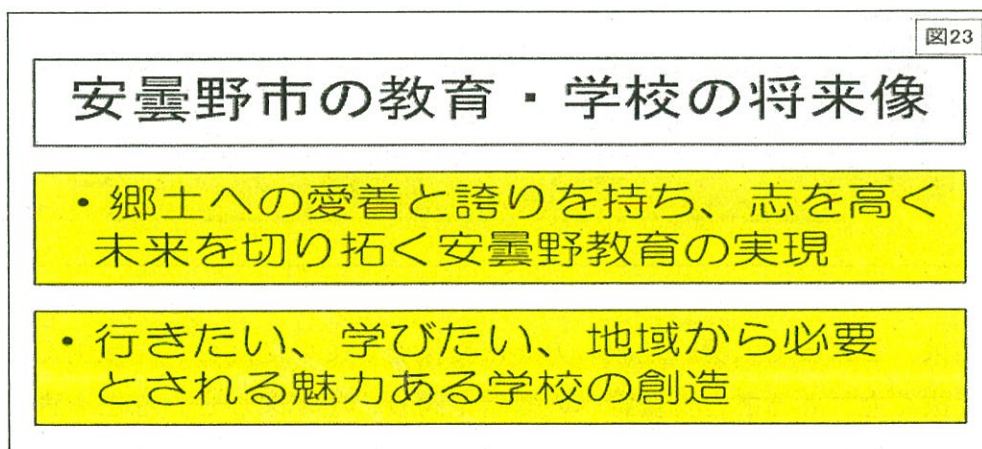 図23
安曇野市の教育・学校の将来像
・郷土への愛着と誇りを持ち、志を高く
未来を切り拓く安曇野教育の実現
・行きたい、学びたい、地域から必要
とされる魅力ある学校の創造